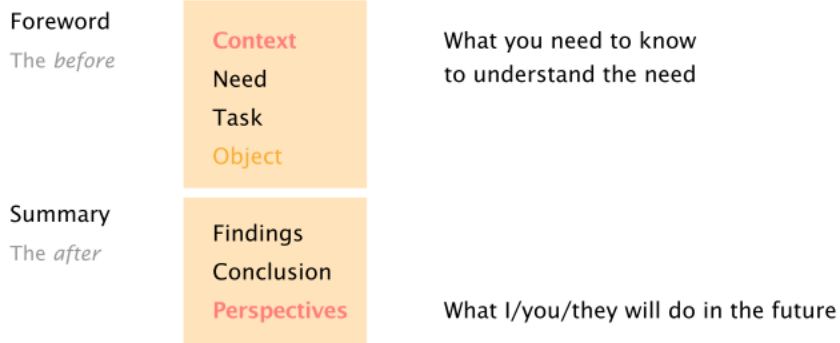 Foreword
The before
Context
What you need to know
to understand the need
Need
Task
Object
Summary
The after
Findings
Conclusion
Perspectives
What I/you/they will do in the future